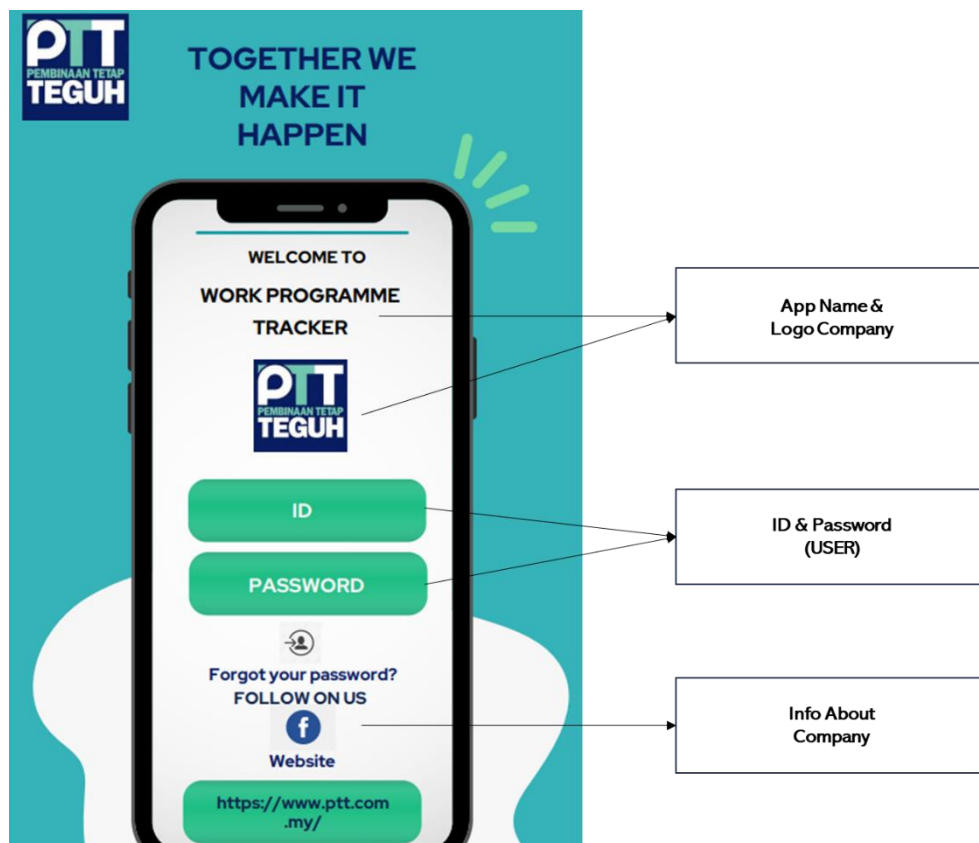 PTT
PEMBINAAN TETAP
TEGUH
TOGETHER WE
MAKE IT
HAPPEN
WELCOME TO
WORK PROGRAMME
TRACKER
PTT
PEMBINAAN TETAP
TEGUH
ID
PASSWORD
Forgot your password?
FOLLOW ON US
f
Website
https://www.ptt.com
.my/
App Name &
Logo Company
ID & Password
(USER)
Info About
Company